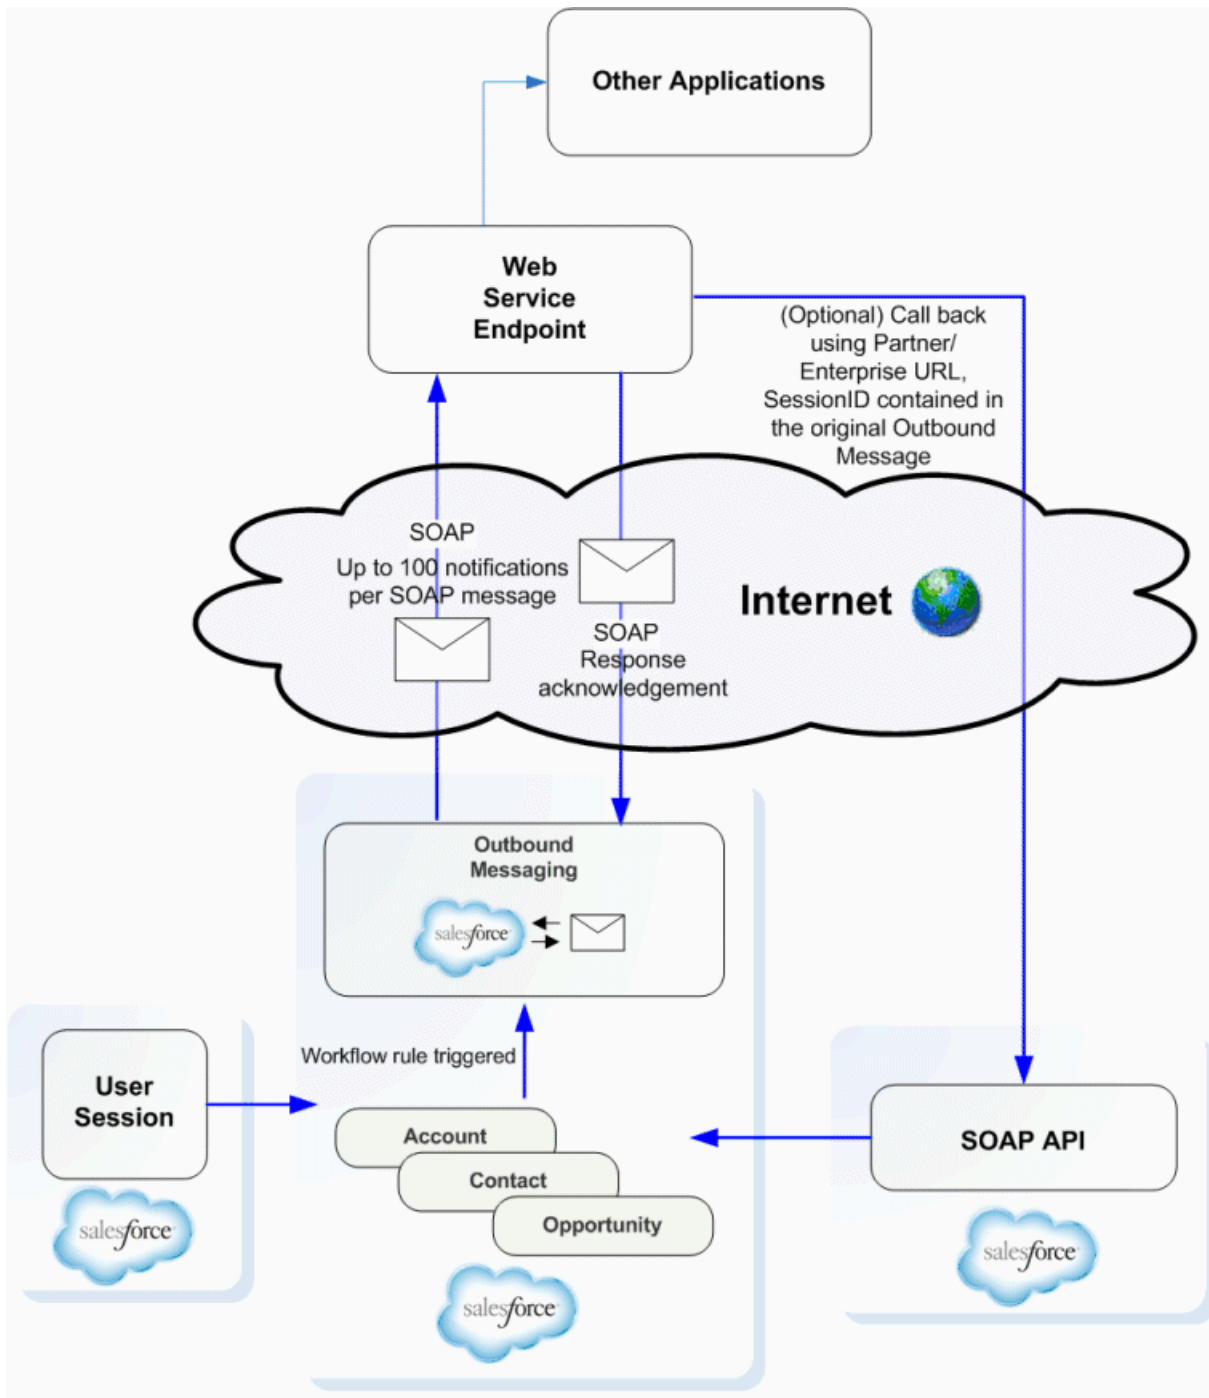 Other Applications
Web
Service
Endpoint
(Optional) Call back
using Partner/
Enterprise URL,
SessionID contained in
the original Outbound
Message
SOAP
Up to 100 notifications
per SOAP message
SOAP
Response
acknowledgement
Internet
Outbound
Messaging
salesforce
Workflow rule triggered
User
Session
salesforce
Account
Contact
Opportunity
salesforce
SOAP API
salesforce